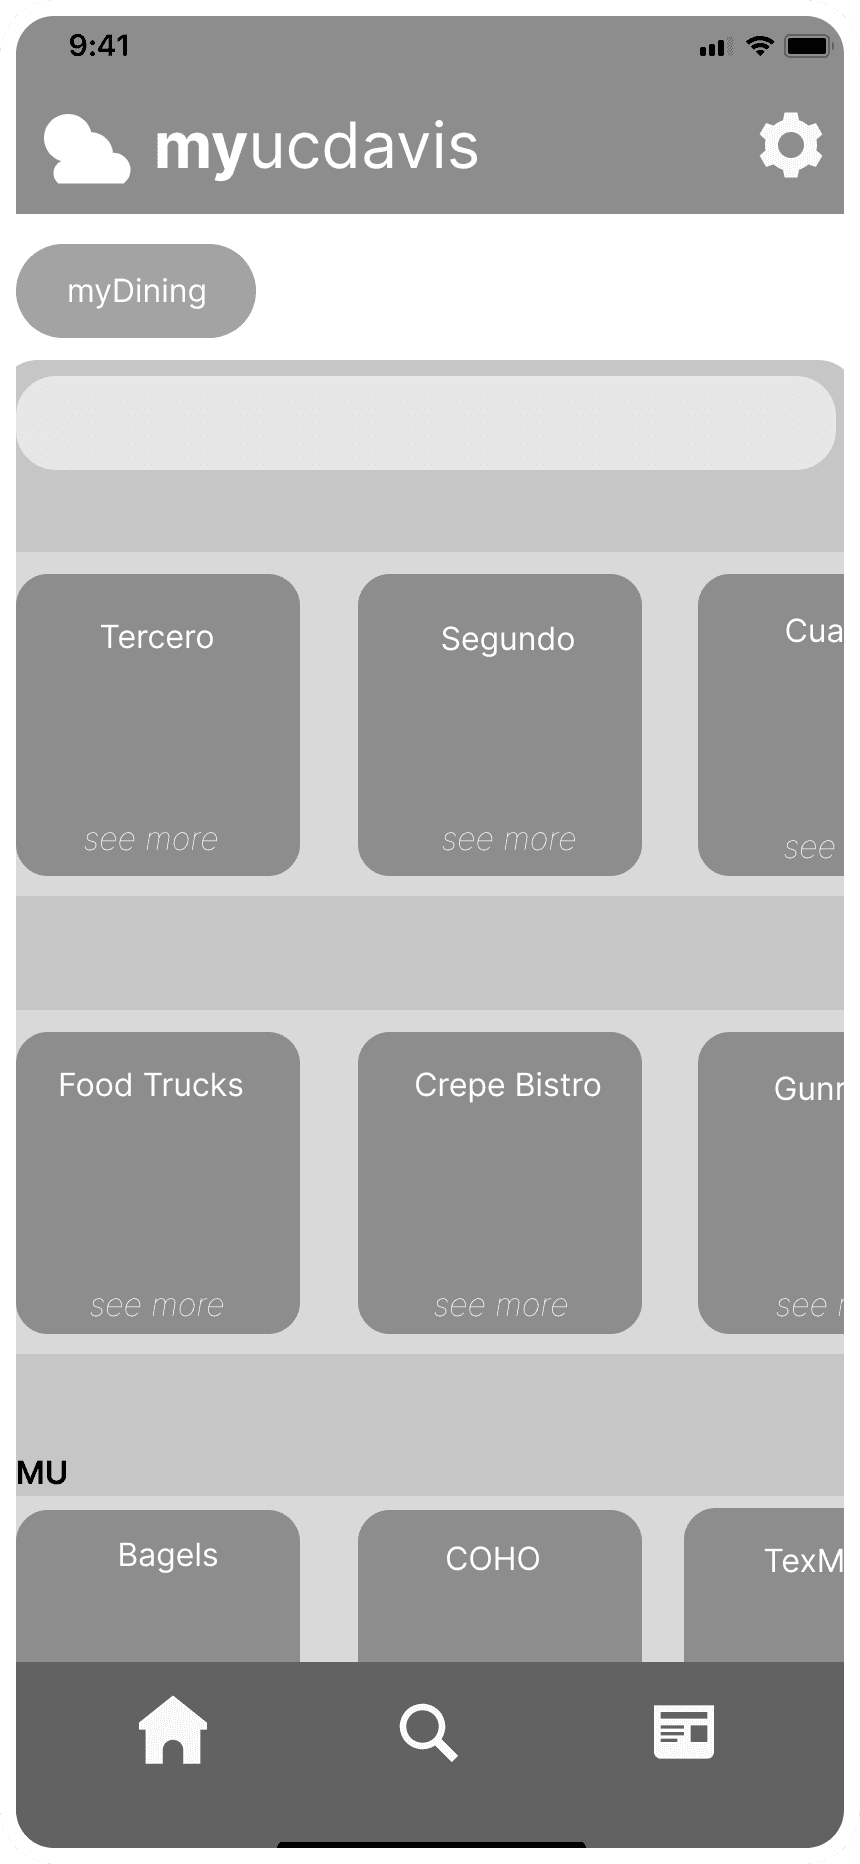 9:41
myucdavis
myDining
Tercero
Segundo
Cua
see more
see more
see
Food Trucks
Crepe Bistro
Gunr
see more
see more
see r
MU
Bagels
COHO
TexM